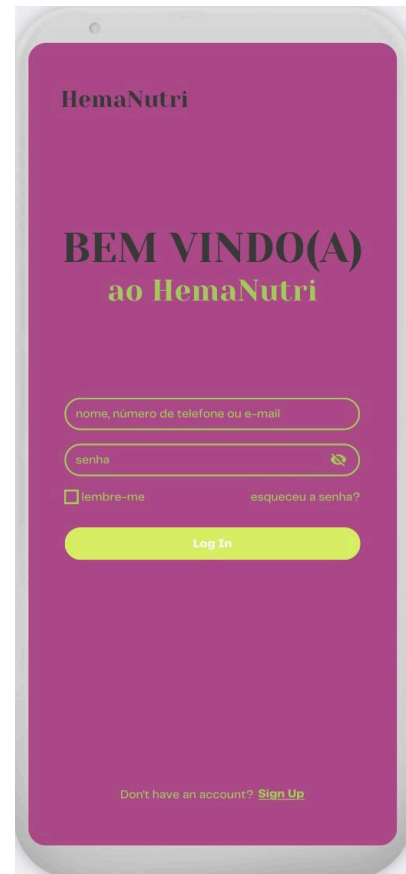 HemaNutri
BEM VINDO(A)
ao HemaNutri
nome, número de telefone ou e-mail
senha
lembre-me esqueceu a senha?
Log In
Don't have an account? Sign Up